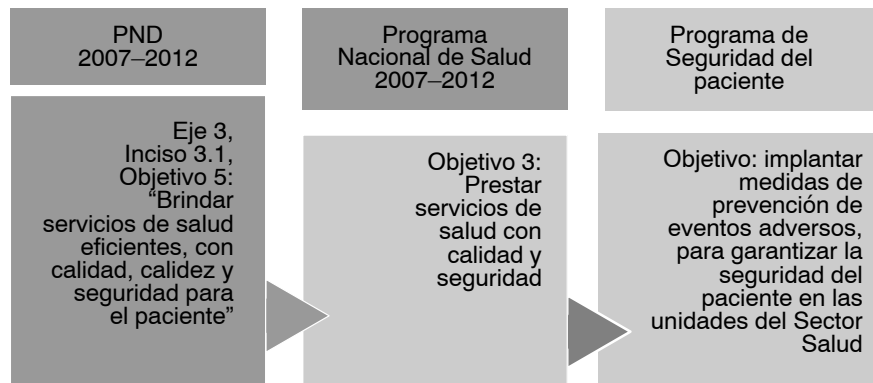 PND
2007–2012
Eje 3,
Inciso 3.1,
Objetivo 5:
“Brindar
servicios de salud
eficientes, con
calidad, calidez y
seguridad para
el paciente”
Programa
Nacional de Salud
2007–2012
Objetivo 3:
Prestar
servicios de
salud con
calidad y
seguridad
Programa de
Seguridad del
paciente
Objetivo: implantar
medidas de
prevención de
eventos adversos,
para garantizar la
seguridad del
paciente en las
unidades del Sector
Salud